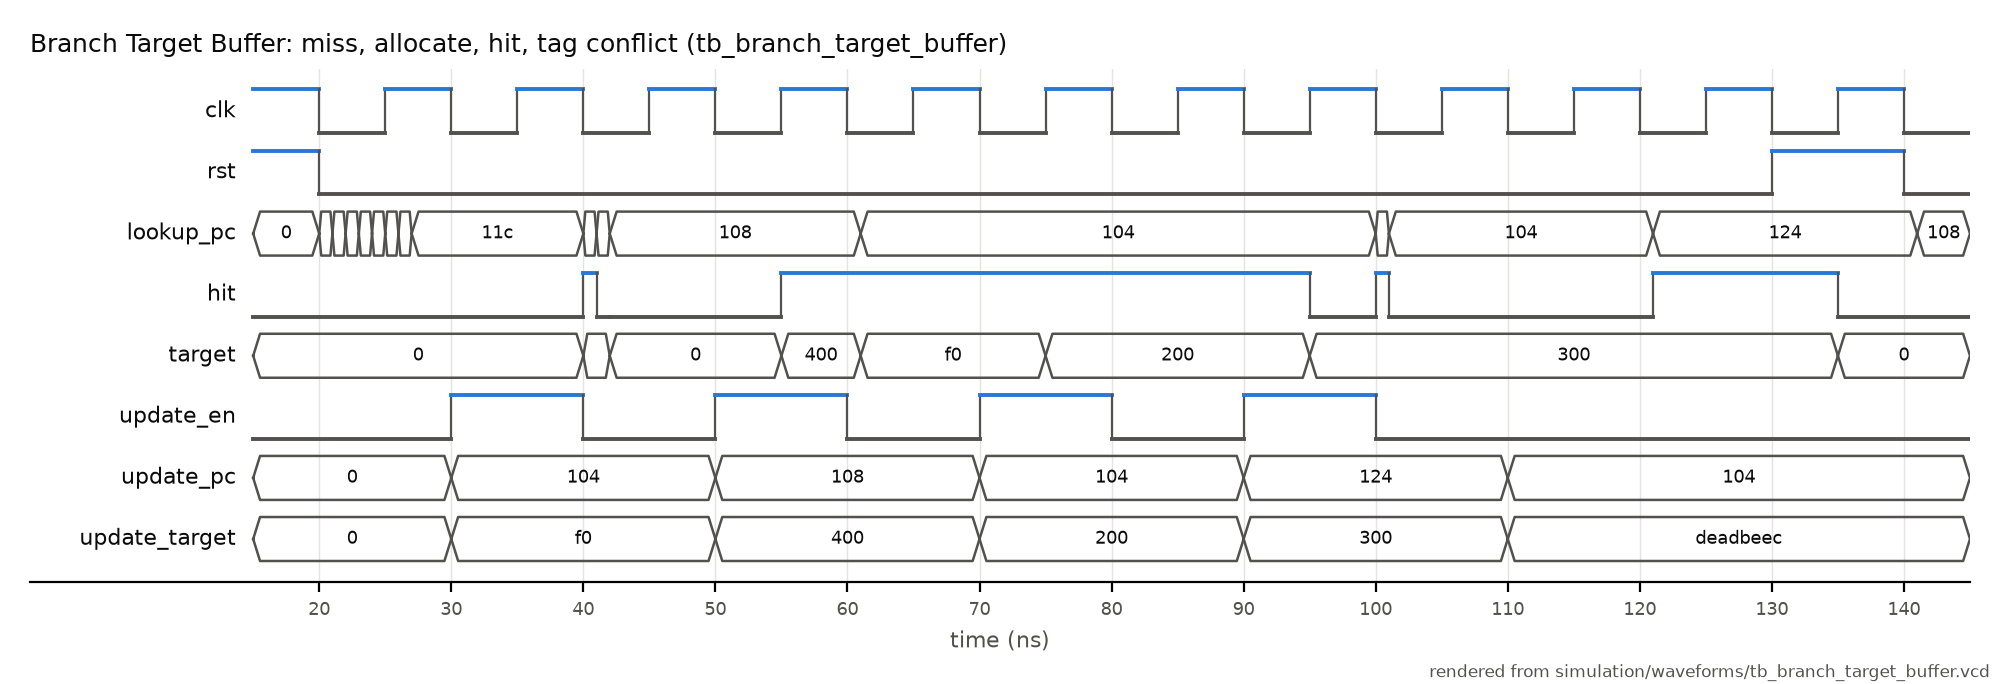 Branch Target Buffer: miss, allocate, hit, tag conflict (tb_branch_target_buffer)
clk
rst
lookup_pc 0 11c 108 104 104 124 108
hit
target 0 0 400 f0 200 300 0
update_en
update_pc 0 104 108 104 124 104
update_target 0 f0 400 200 300 deadbeec
20 30 40 50 60 70 80 90 100 110 120 130 140
time (ns)
rendered from simulation/waveforms/tb_branch_target_buffer.vcd